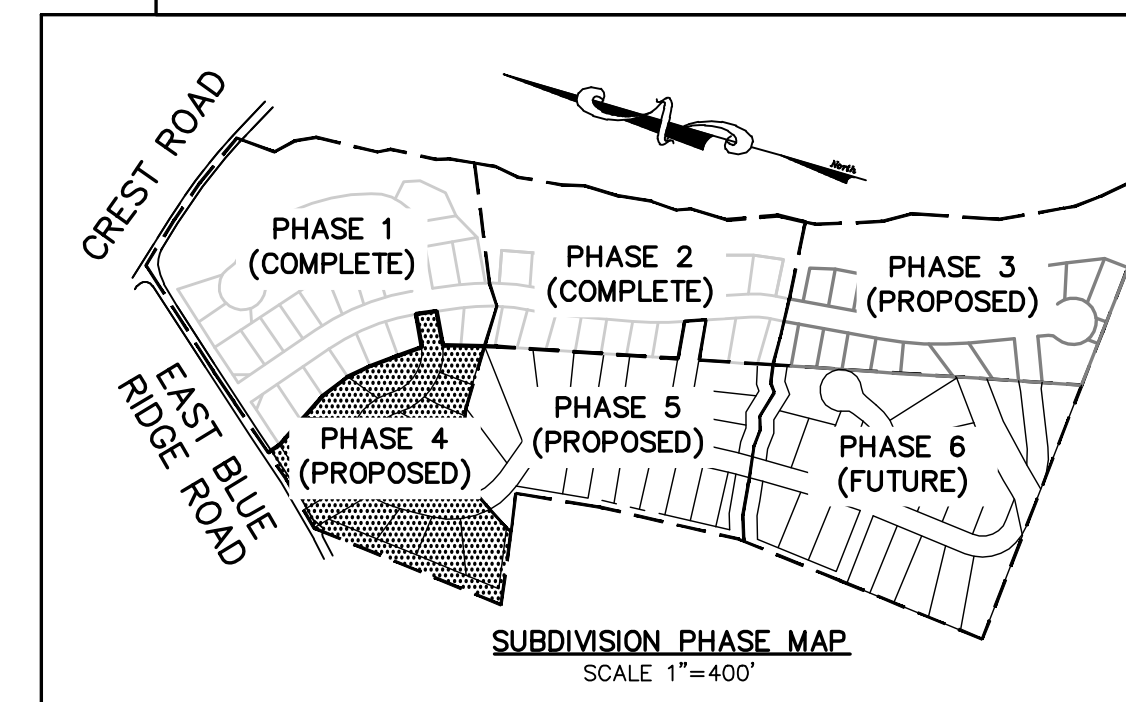 CREST ROAD
North
PHASE 1
(COMPLETE)
PHASE 2
(COMPLETE)
PHASE 3
(PROPOSED)
EAST BLUE
RIDGE ROAD
PHASE 4
(PROPOSED)
PHASE 5
(PROPOSED)
PHASE 6
(FUTURE)
SUBDIVISION PHASE MAP
SCALE 1"=400'